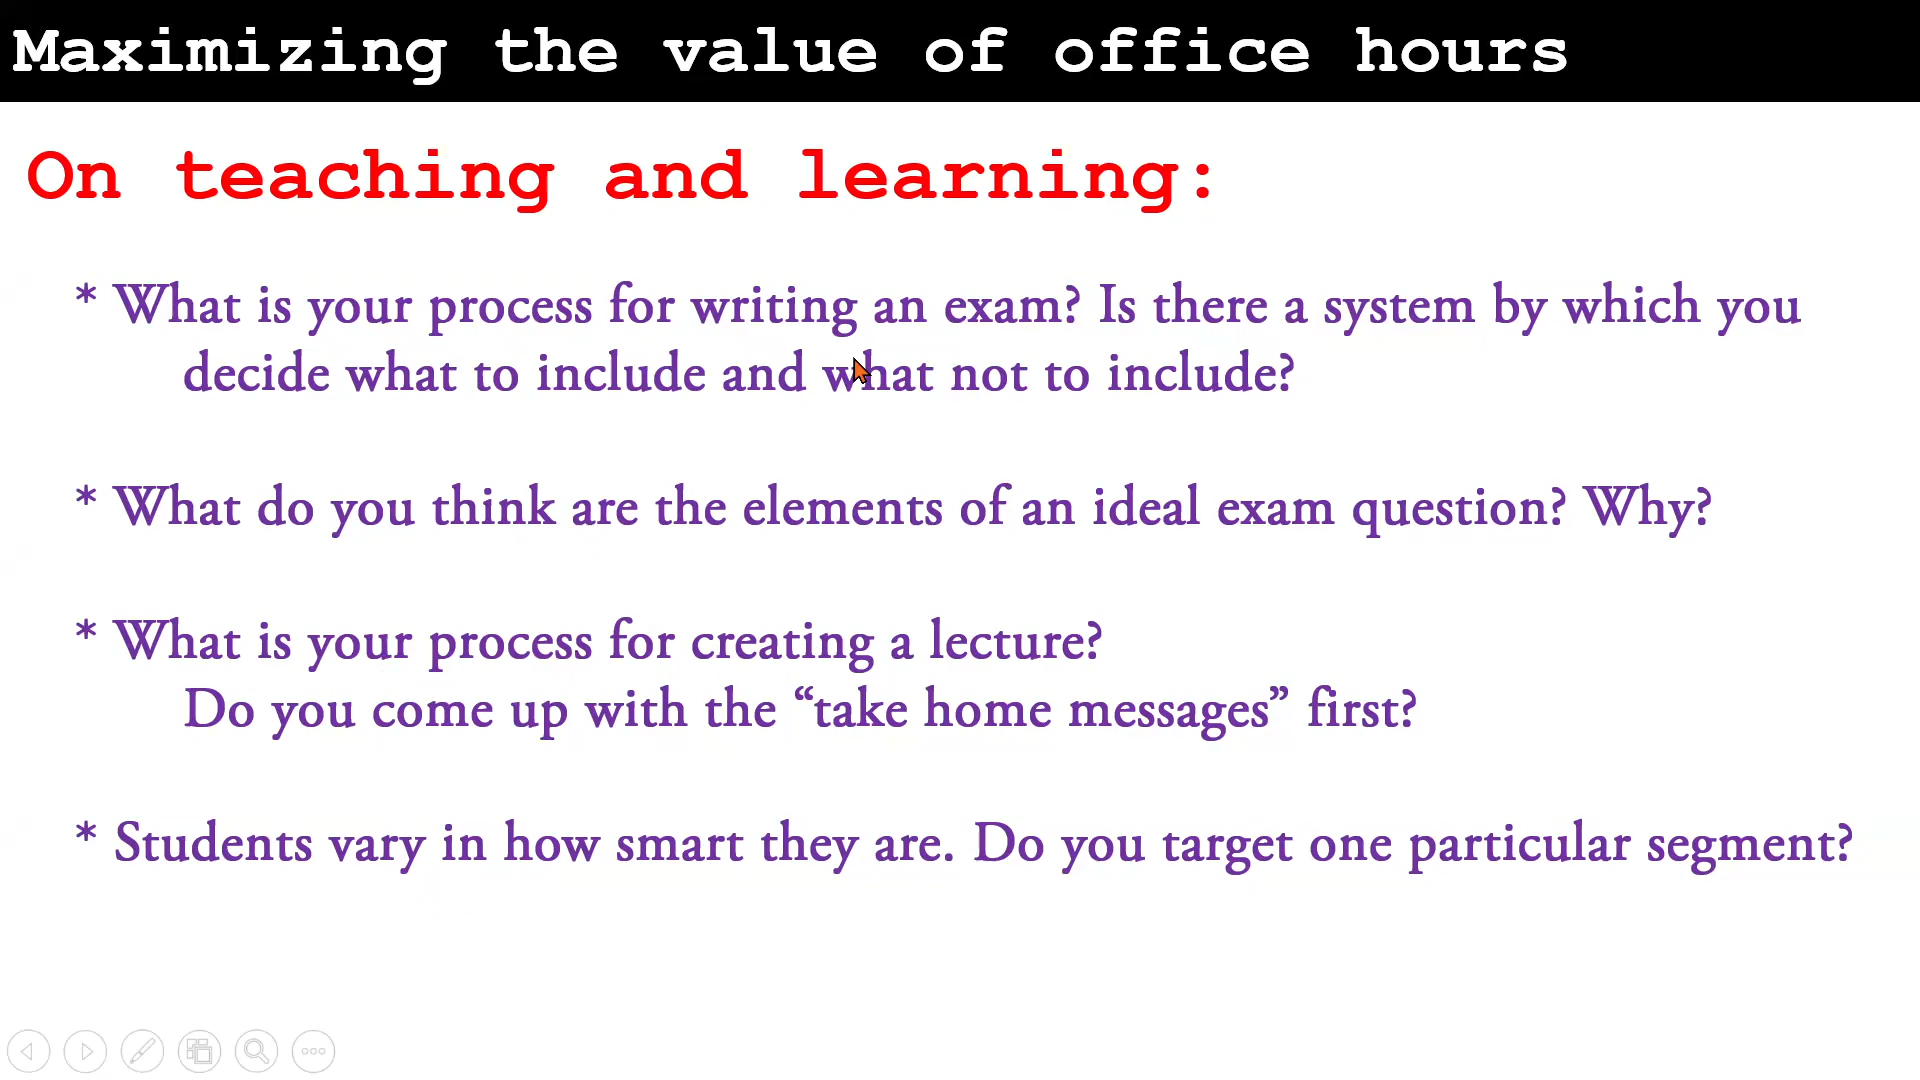 Maximizing the value of office hours
On teaching and learning:
* What is your process for writing an exam? Is there a system by which you
decide what to include and what not to include?
* What do you think are the elements of an ideal exam question? Why?
* What is your process for creating a lecture?
Do you come up with the “take home messages” first?
* Students vary in how smart they are. Do you target one particular segment?